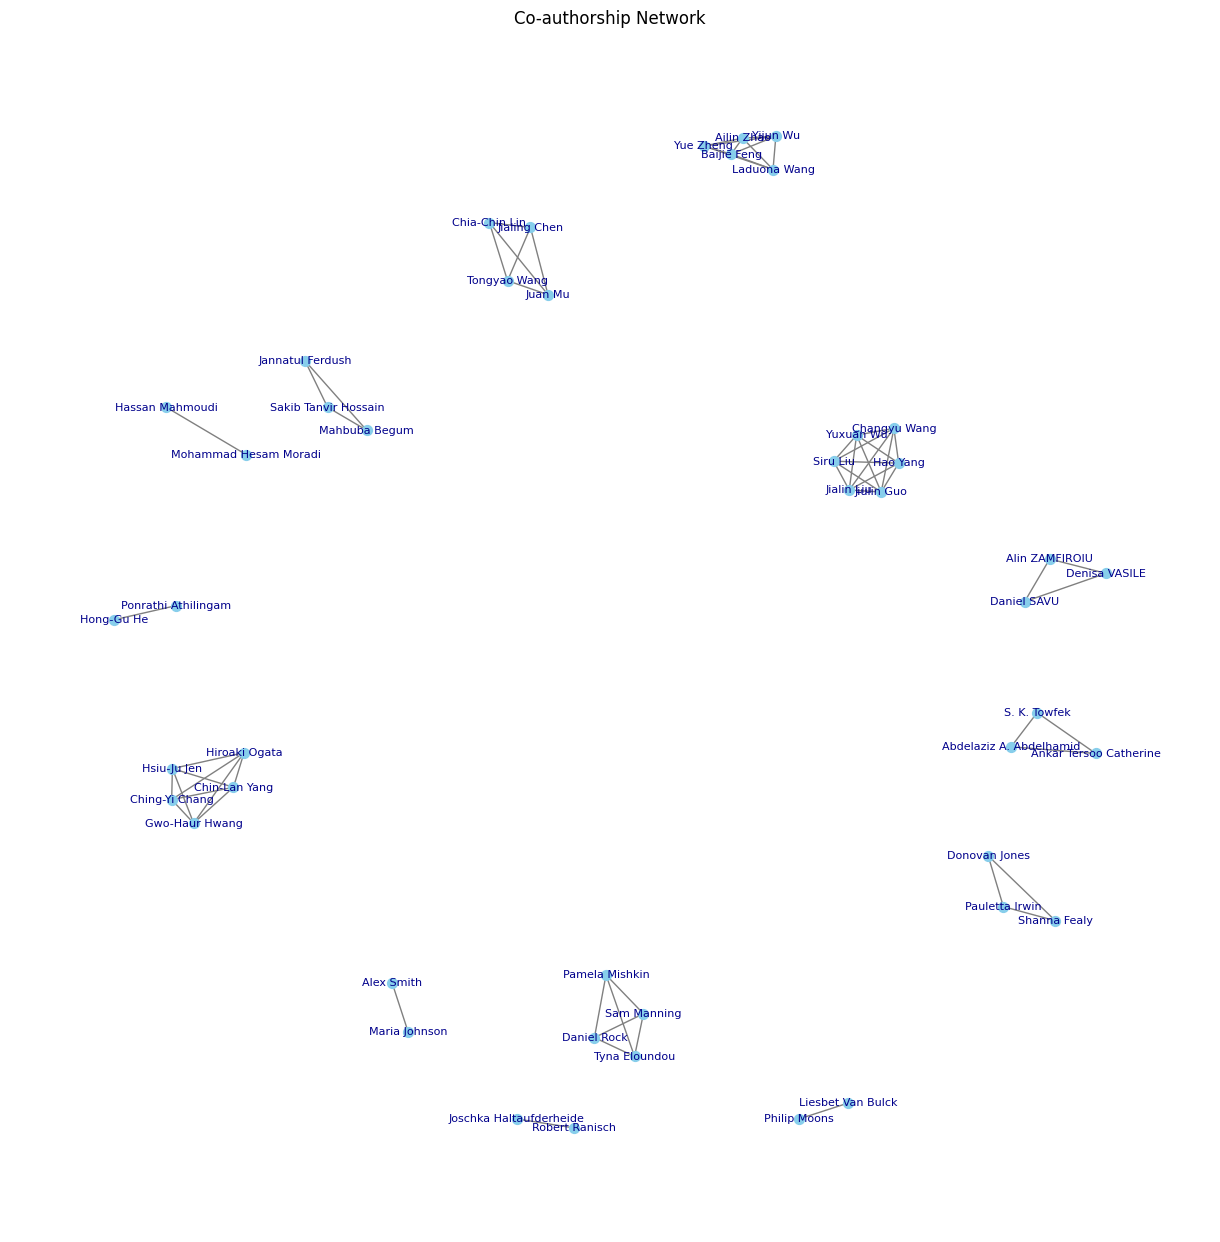 Co-authorship Network
Ailin Zhao
Yijun Wu
Yue Zheng
Baijie Feng
Laduona Wang
Chia-Chin Lin
Jialing Chen
Tongyao Wang
Juan Mu
Jannatul Ferdush
Hassan Mahmoudi
Sakib Tanvir Hossain
Mahbuba Begum
Mohammad Hesam Moradi
Changyu Wang
Yuxuan Wu
Siru Liu
Hao Yang
Jialin Liu
Jiulin Guo
Alin ZAMFIROIU
Denisa VASILE
Daniel SAVU
Ponrathi Athilingam
Hong-Gu He
S. K. Towfek
Abdelaziz A. Abdelhamid
Ankar Tersoo Catherine
Hiroaki Ogata
Hsiu-Ju Jen
Chin-Lan Yang
Ching-Yi Chang
Gwo-Haur Hwang
Donovan Jones
Pauletta Irwin
Shanna Fealy
Pamela Mishkin
Alex Smith
Sam Manning
Maria Johnson
Daniel Rock
Tyna Eloundou
Liesbet Van Bulck
Joschka Haltaufderheide
Philip Moons
Robert Ranisch